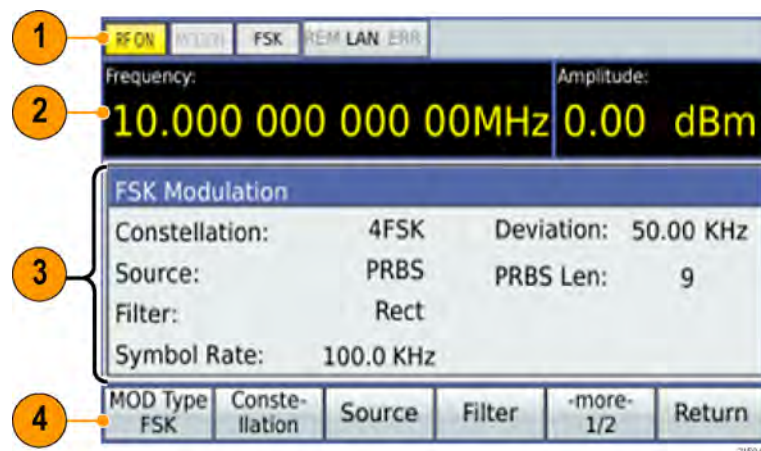 1
RF ON MOD ON FSK REM LAN ERR
2
Frequency: Amplitude:
10.000 000 000 00MHz 0.00 dBm
3
FSK Modulation
Constellation: 4FSK Deviation: 50.00 KHz
Source: PRBS PRBS Len: 9
Filter: Rect
Symbol Rate: 100.0 KHz
4
MOD Type FSK Conste-llation Source Filter -more- 1/2 Return